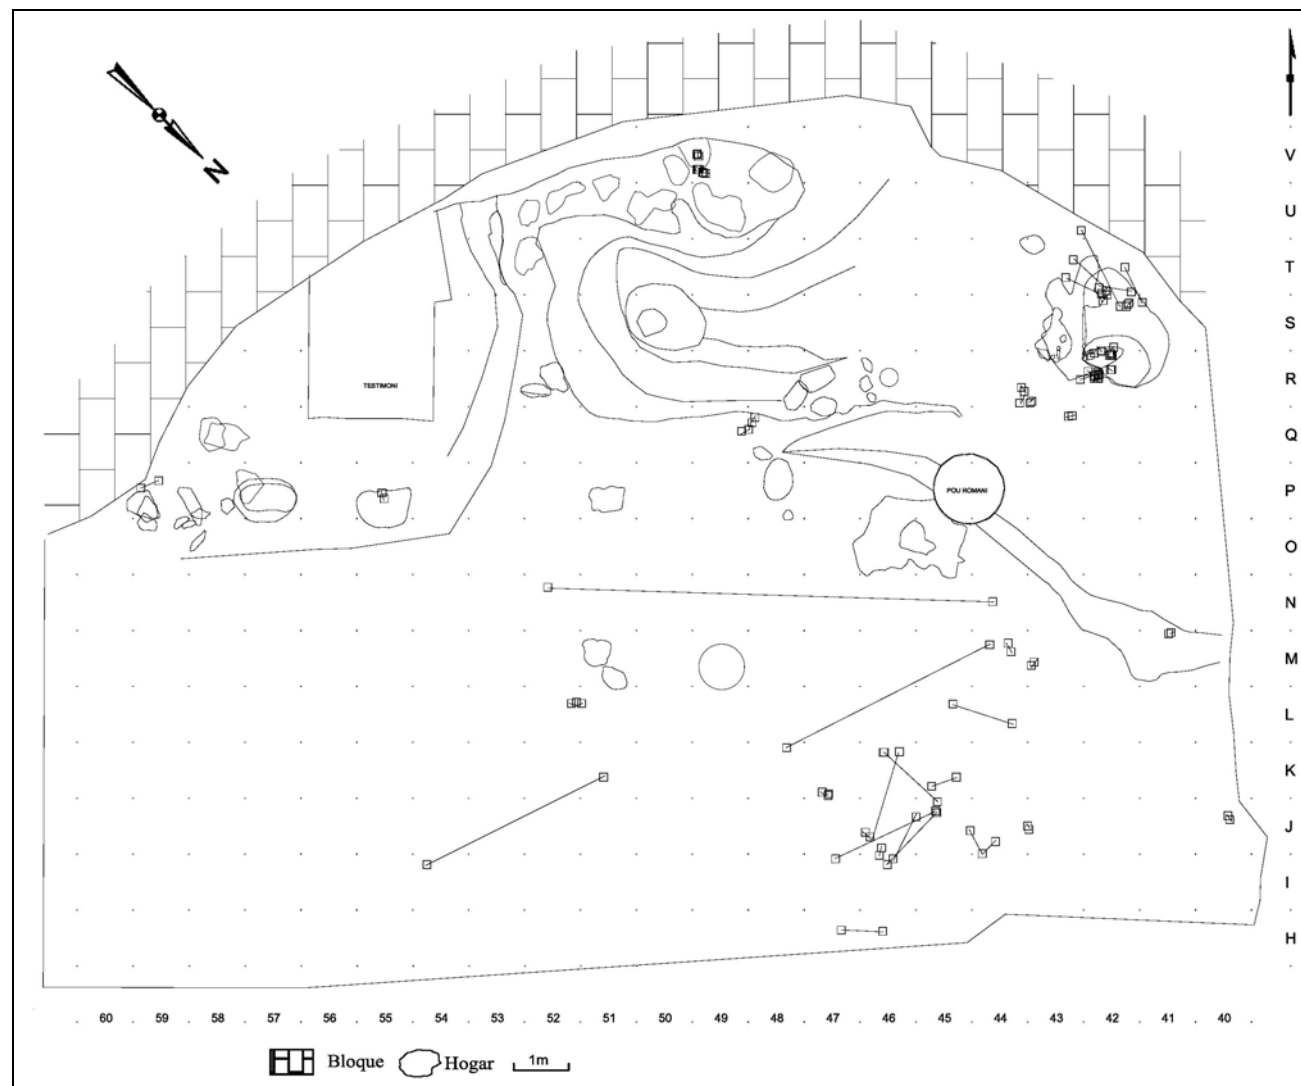 N
V
U
T
S
TESTIMONI
R
Q
POU ROMANI
P
O
N
M
L
K
J
I
H
60 59 58 57 56 55 54 53 52 51 50 49 48 47 46 45 44 43 42 41 40
Bloque Hogar 1m